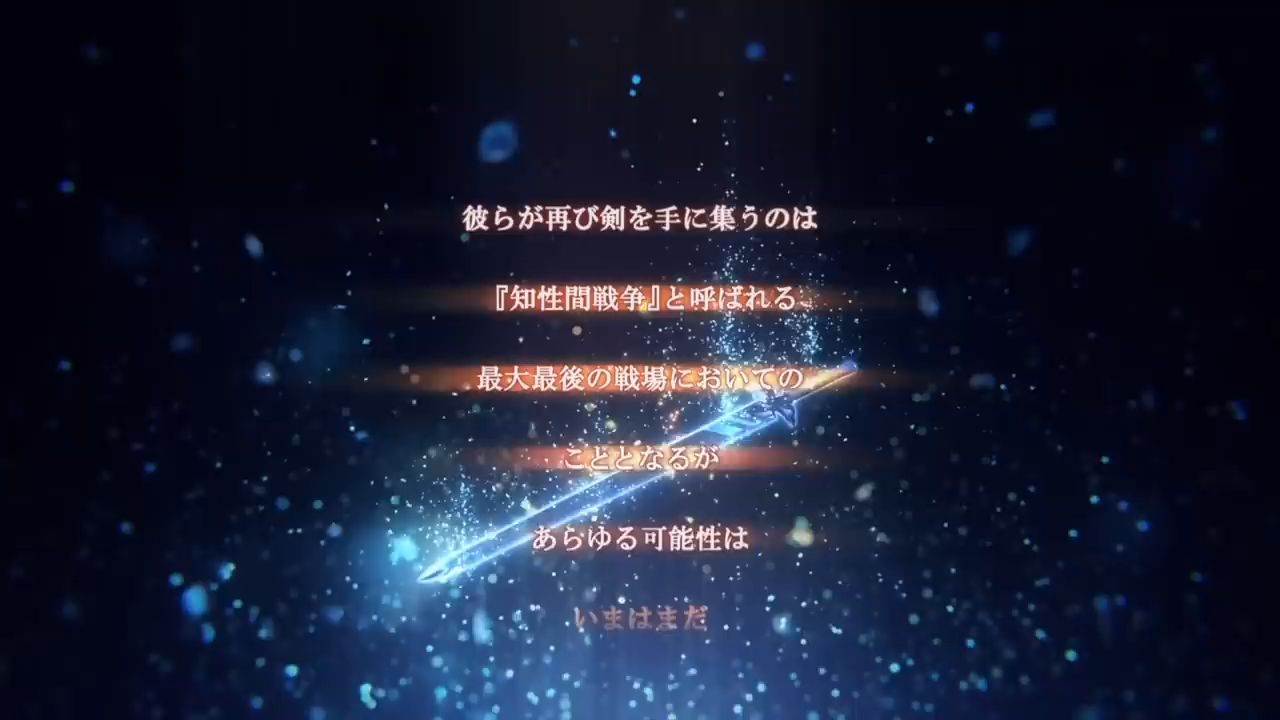 彼らが再び剣を手に集うのは
『知性間戦争』と呼ばれる
最大最後の戦場においての
こととなるが
あらゆる可能性は
いまはまだ